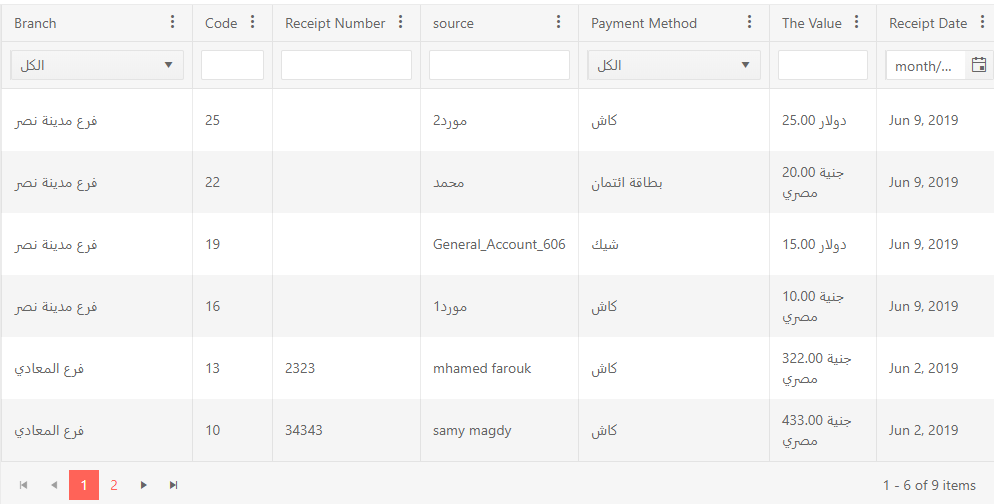 Branch Code Receipt Number source Payment Method The Value Receipt Date
الكل الكل month/...
فرع مدينة نصر 25 مورد2 كاش 25.00 دولار Jun 9, 2019
فرع مدينة نصر 22 محمد بطاقة ائتمان 20.00 جنية مصري Jun 9, 2019
فرع مدينة نصر 19 General_Account_606 شيك 15.00 دولار Jun 9, 2019
فرع مدينة نصر 16 مورد1 كاش 10.00 جنية مصري Jun 9, 2019
فرع المعادي 13 2323 mhamed farouk كاش 322.00 جنية مصري Jun 2, 2019
فرع المعادي 10 34343 samy magdy كاش 433.00 جنية مصري Jun 2, 2019
1 2 1 - 6 of 9 items